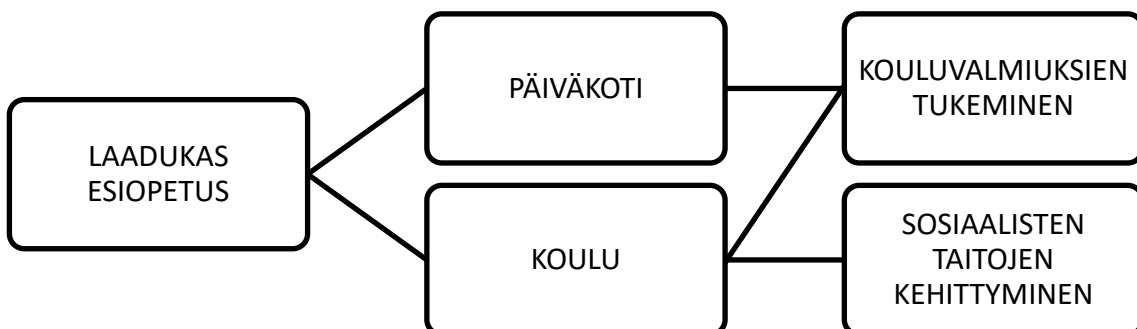 LAADUKAS
ESIOPETUS
PÄIVÄKOTI
KOULU
KOULUVALMIUKSIEN
TUKEMINEN
SOSIAALISTEN
TAITOJEN
KEHITTYMINEN